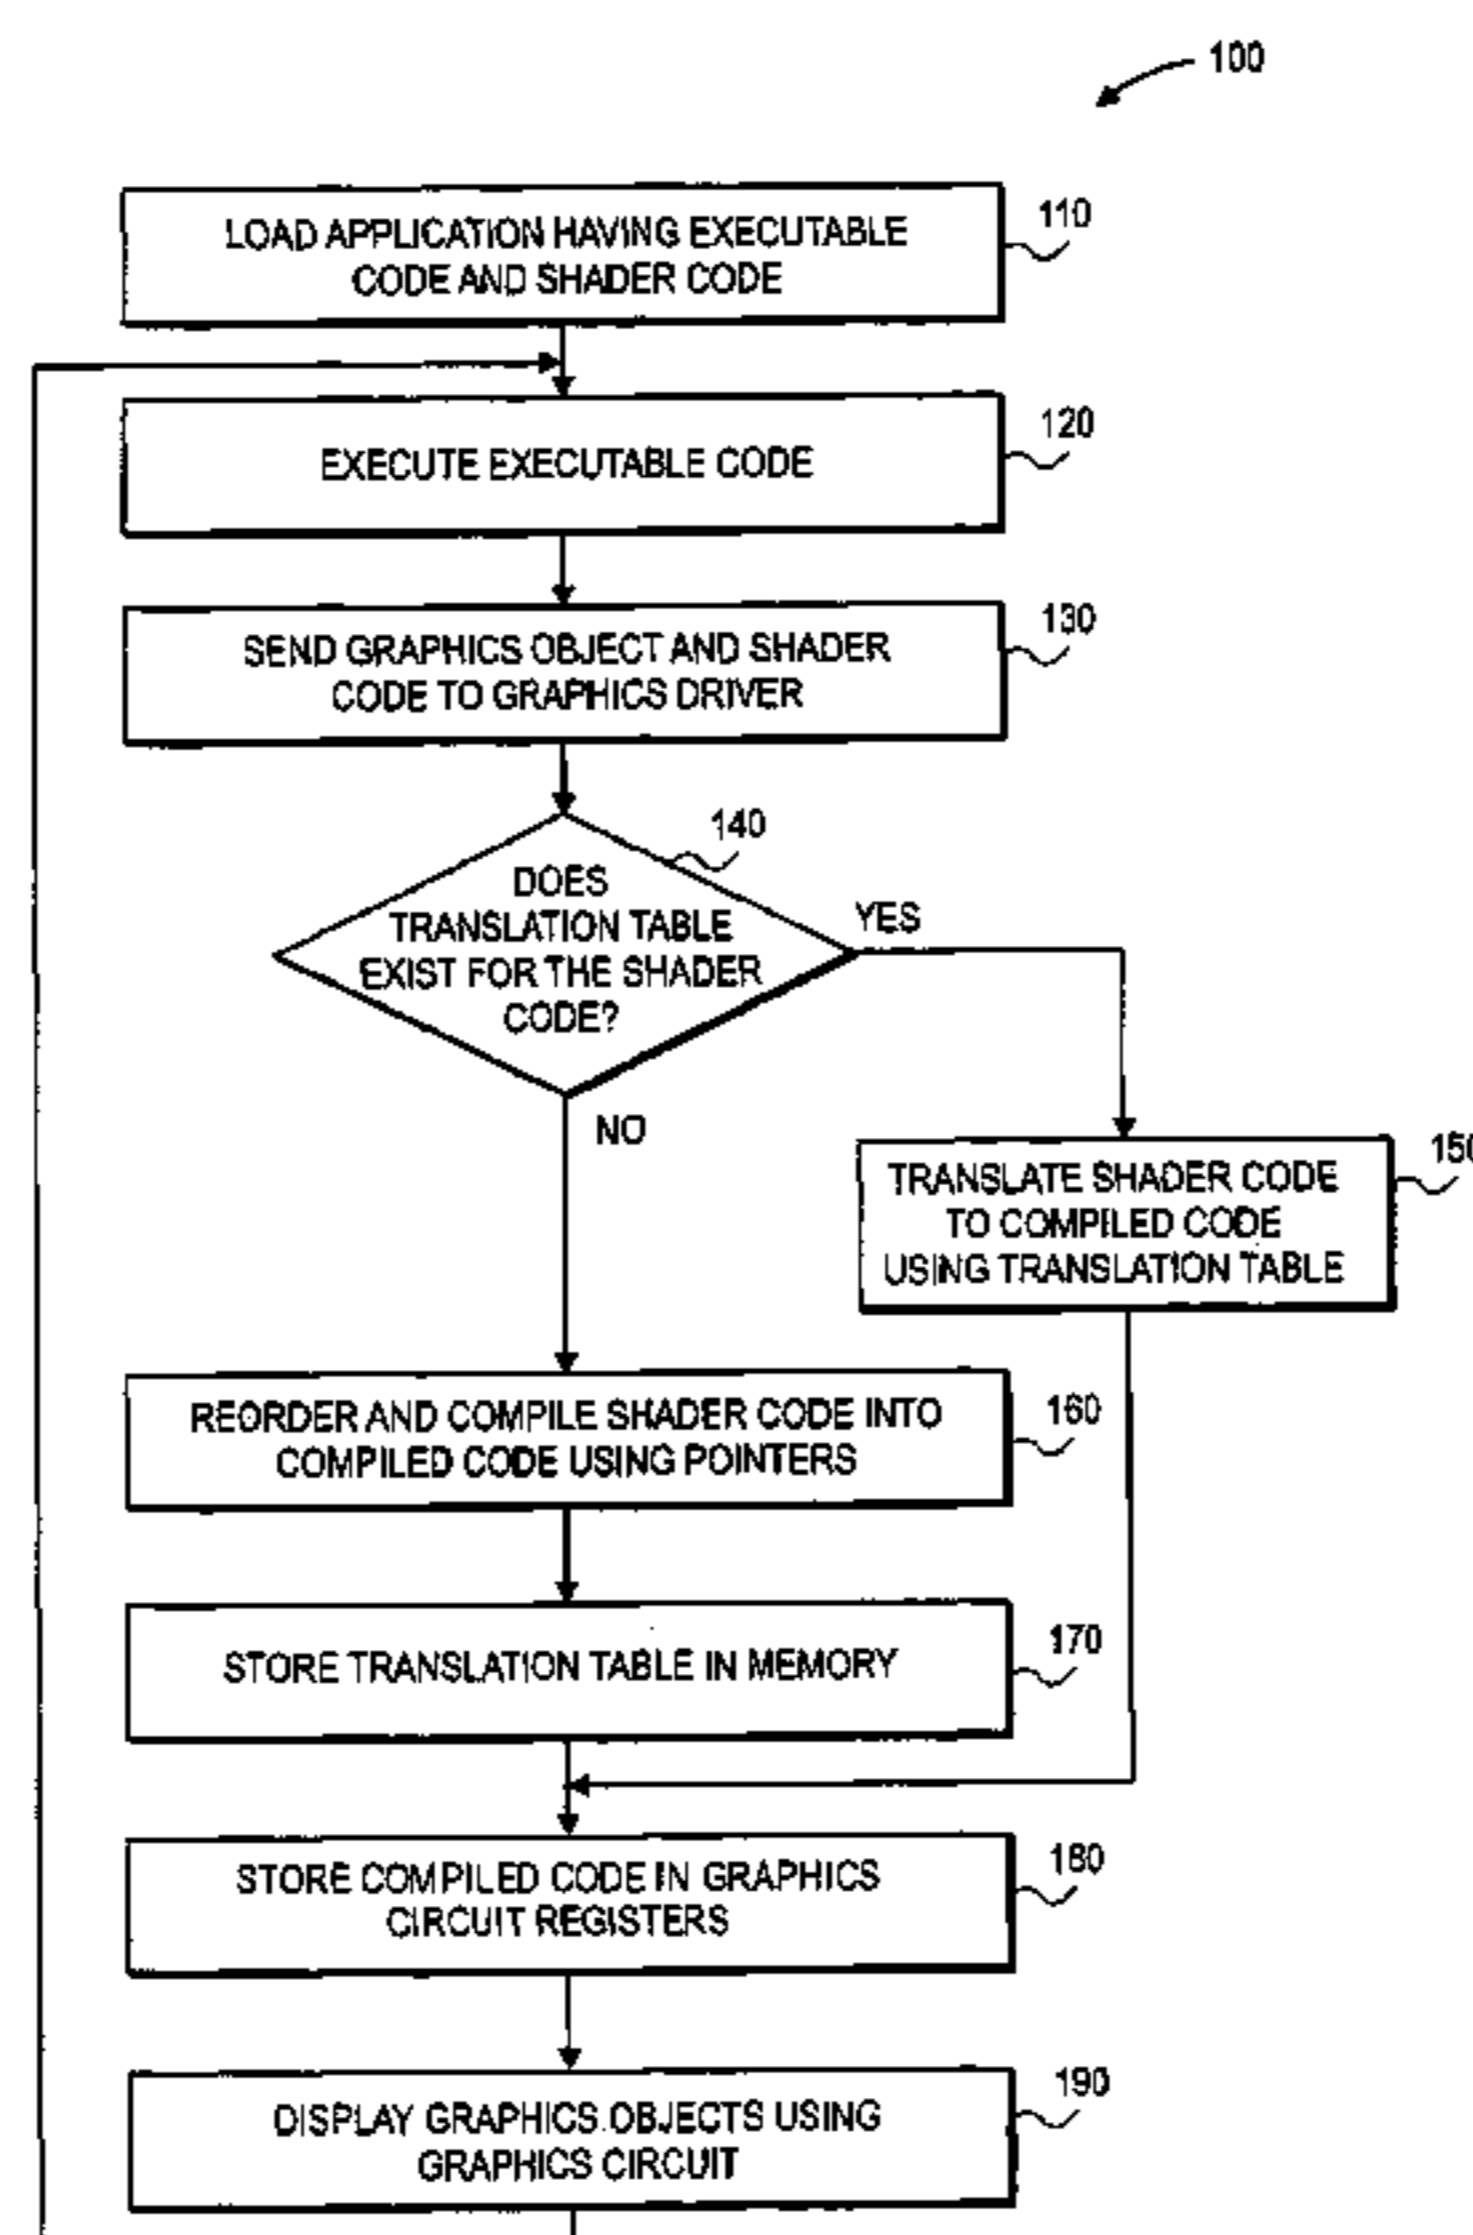 100
LOAD APPLICATION HAVING EXECUTABLE
CODE AND SHADER CODE
110
EXECUTE EXECUTABLE CODE
120
SEND GRAPHICS OBJECT AND SHADER
CODE TO GRAPHICS DRIVER
130
140
DOES
TRANSLATION TABLE
EXIST FOR THE SHADER
CODE?
YES
NO
TRANSLATE SHADER CODE
TO COMPILED CODE
USING TRANSLATION TABLE
150
REORDER AND COMPILE SHADER CODE INTO
COMPILED CODE USING POINTERS
160
STORE TRANSLATION TABLE IN MEMORY
170
STORE COMPILED CODE IN GRAPHICS
CIRCUIT REGISTERS
180
DISPLAY GRAPHICS OBJECTS USING
GRAPHICS CIRCUIT
190